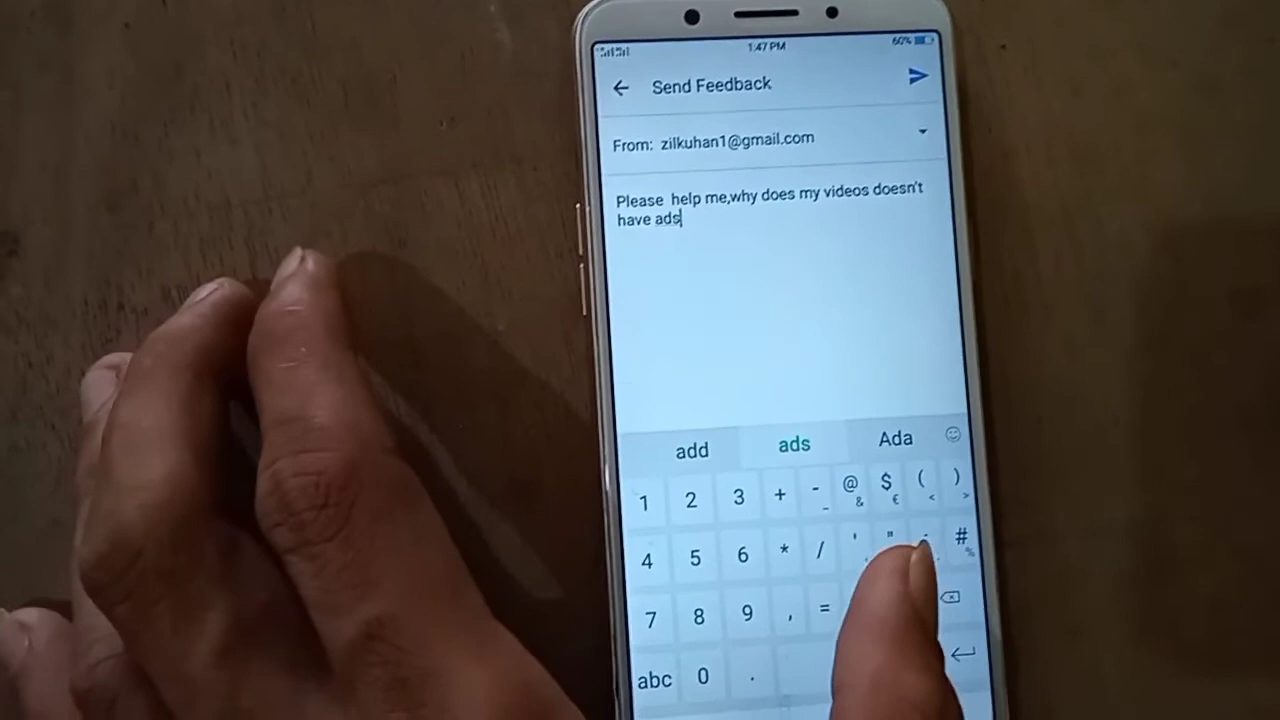 1:47 PM 60%
Send Feedback
From: zilkuhan1@gmail.com
Please help me,why does my videos doesn't
have ads
add ads Ada
1 2 3 + - @ $ ( )
_ & € < >
4 5 6 * / ' " #
%
7 8 9 , =
abc 0 .